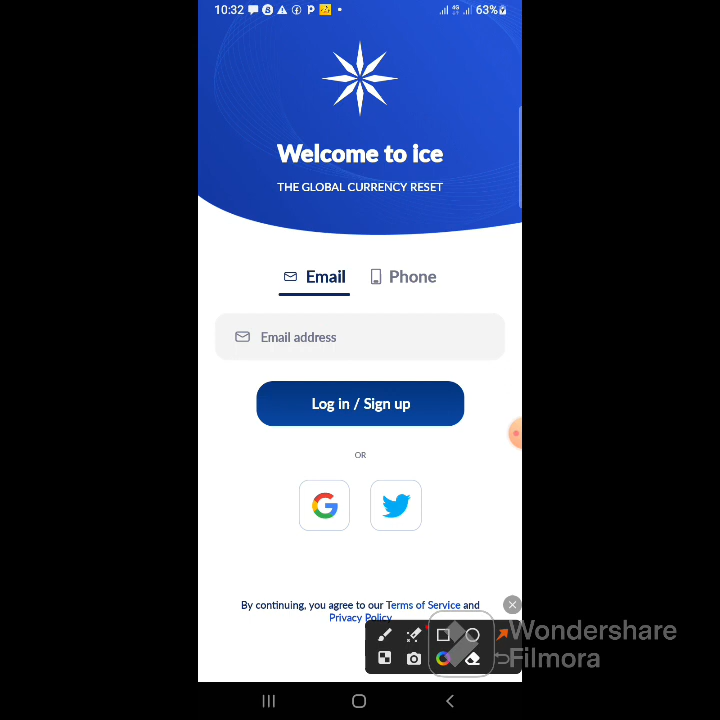 10:32
4G
63%
Welcome to ice
THE GLOBAL CURRENCY RESET
Email
Phone
Email address
Log in / Sign up
OR
By continuing, you agree to our Terms of Service and
Privacy Policy
Wondershare
Filmora